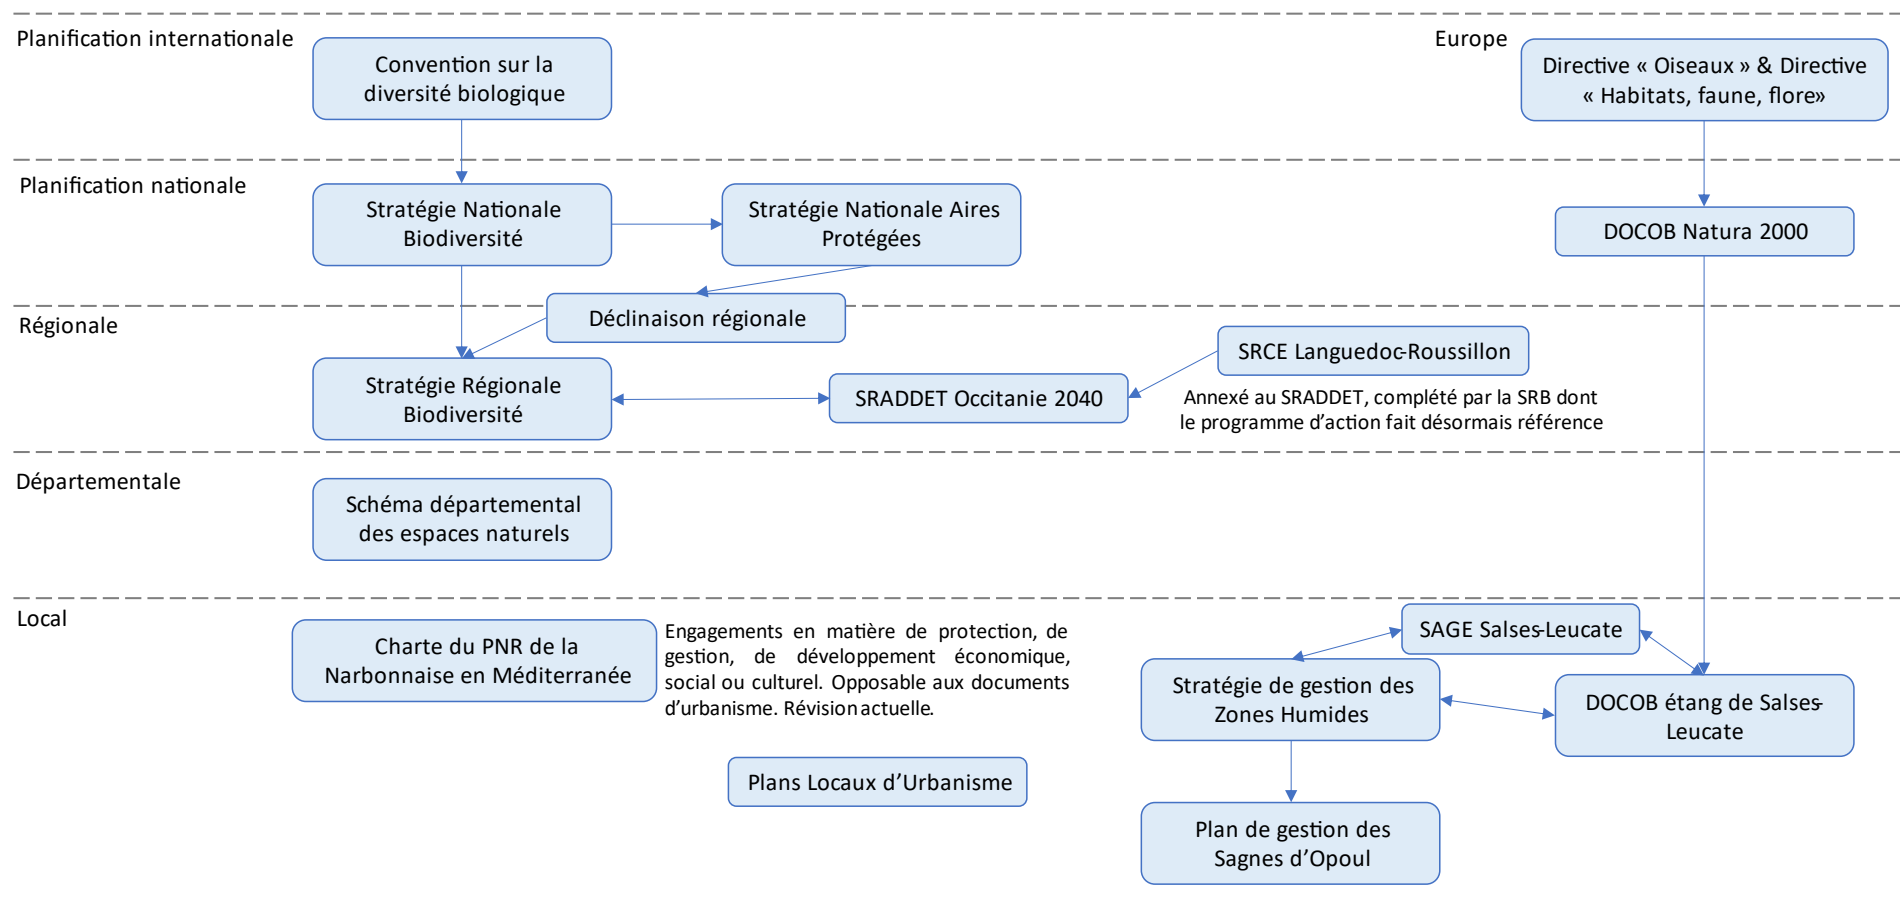 Planification internationale
Convention sur la
diversité biologique
Europe
Directive « Oiseaux » & Directive
« Habitats, faune, flore»
Planification nationale
Stratégie Nationale
Biodiversité
Stratégie Nationale Aires
Protégées
DOCOB Natura 2000
Régionale
Déclinaison régionale
SRCE Languedoc-Roussillon
Stratégie Régionale
Biodiversité
SRADDET Occitanie 2040
Annexé au SRADDET, complété par la SRB dont
le programme d’action fait désormais référence
Départementale
Schéma départemental
des espaces naturels
Local
Charte du PNR de la
Narbonnaise en Méditerranée
Engagements en matière de protection, de
gestion, de développement économique,
social ou culturel. Opposable aux documents
d’urbanisme. Révision actuelle.
SAGE Salses-Leucate
Stratégie de gestion des
Zones Humides
DOCOB étang de Salses-
Leucate
Plans Locaux d’Urbanisme
Plan de gestion des
Sagnes d’Opoul